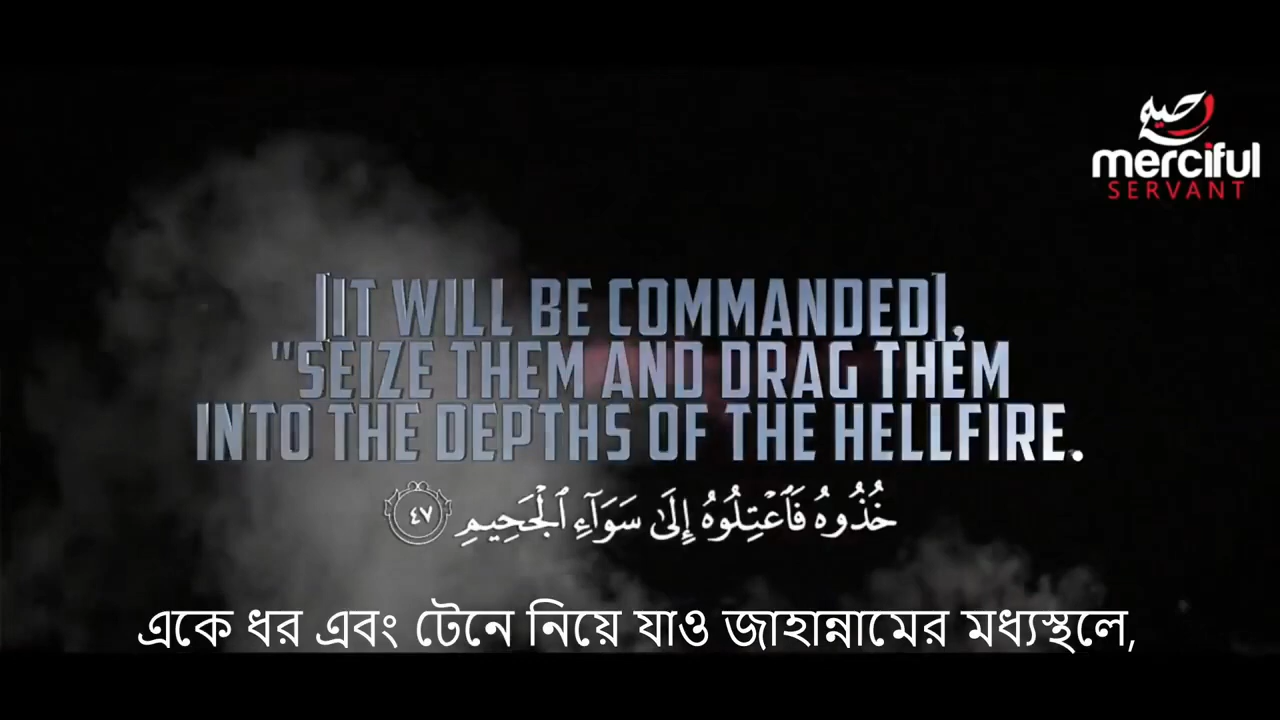 رحيم
merciful
SERVANT
[IT WILL BE COMMANDED],
"SEIZE THEM AND DRAG THEM
INTO THE DEPTHS OF THE HELLFIRE.
خُذُوهُ فَٱعْتِلُوهُ إِلَىٰ سَوَآءِ ٱلْجَحِيمِ ٤٧
একে ধর এবং টেনে নিয়ে যাও জাহান্নামের মধ্যস্থলে,